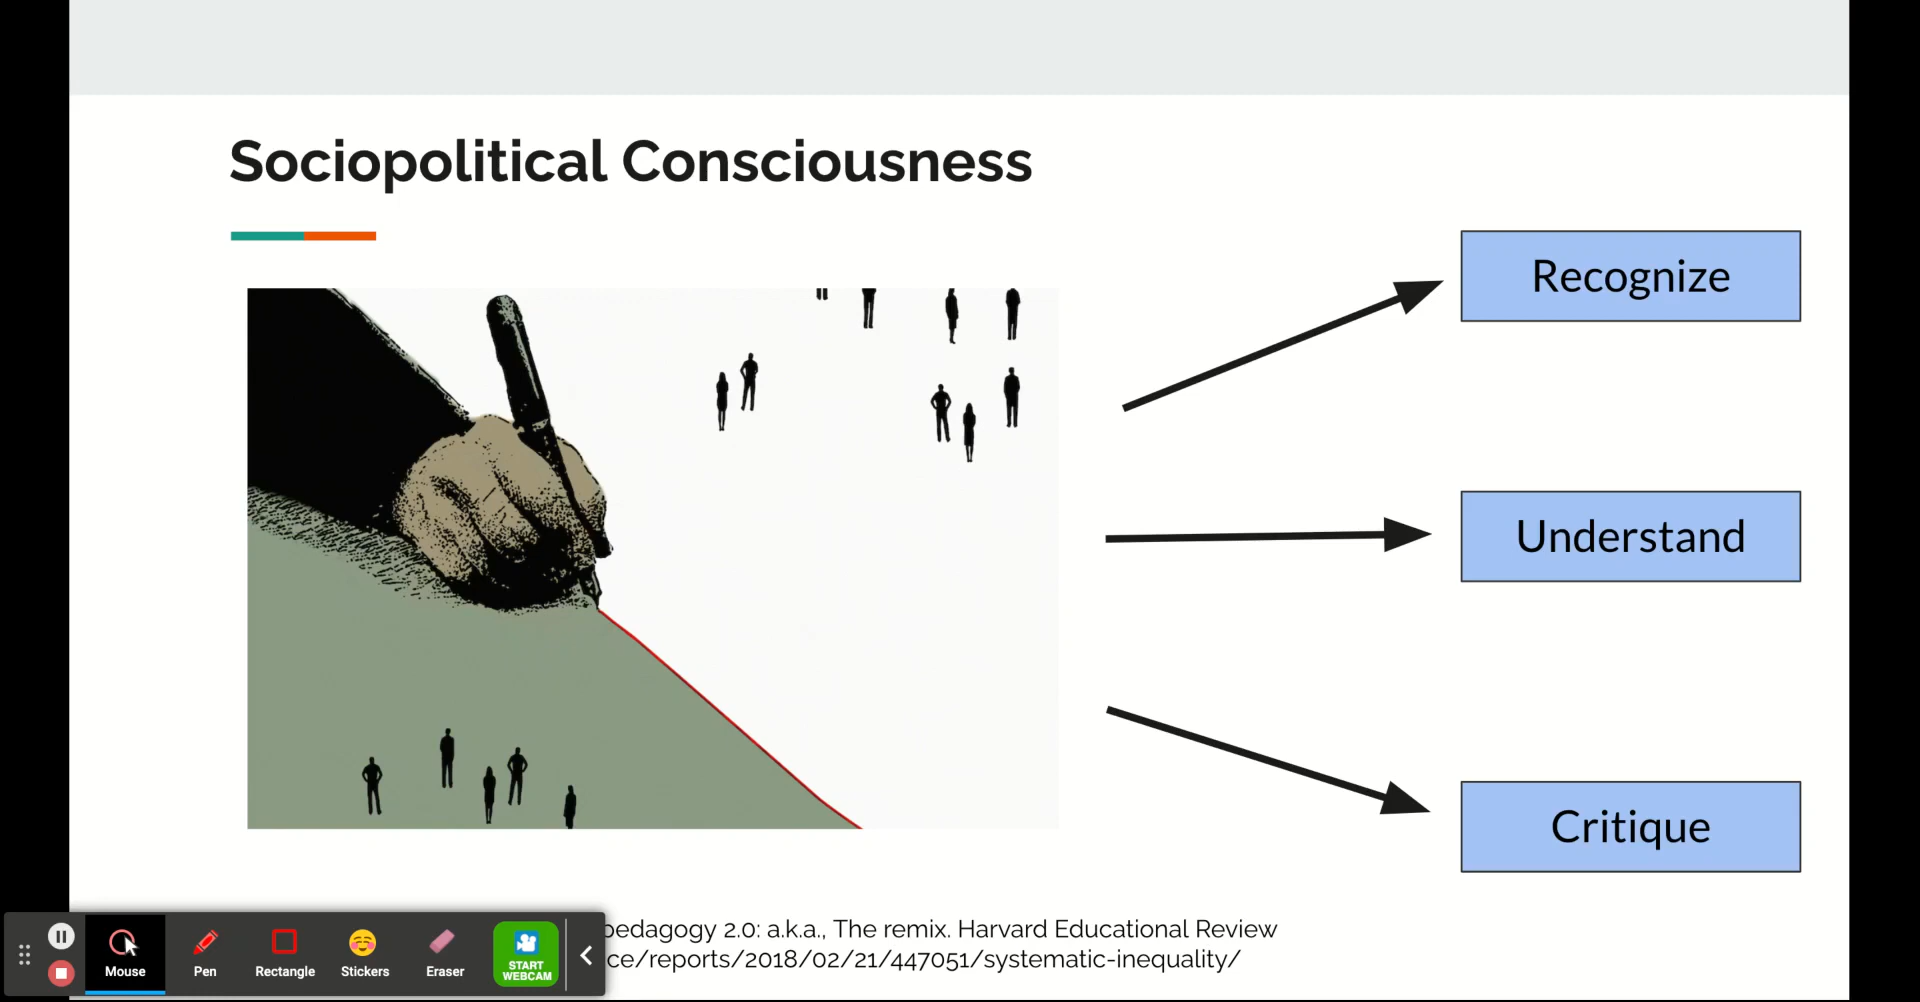 Sociopolitical Consciousness
Recognize
Understand
Critique
pedagogy 2.0: a.k.a., The remix. Harvard Educational Review
ce/reports/2018/02/21/447051/systematic-inequality/
Mouse
Pen
Rectangle
Stickers
Eraser
START
WEBCAM